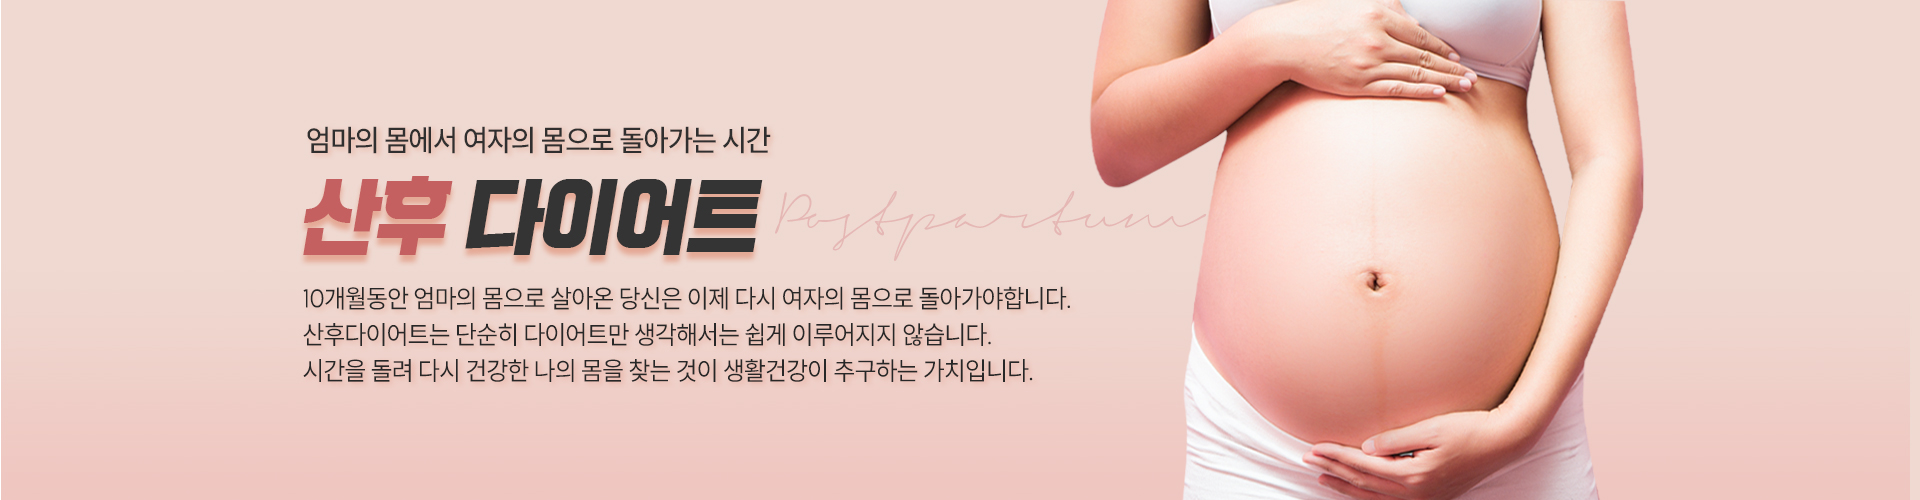 엄마의 몸에서 여자의 몸으로 돌아가는 시간
산후 다이어트 Postpartum
10개월동안 엄마의 몸으로 살아온 당신은 이제 다시 여자의 몸으로 돌아가야합니다.
산후다이어트는 단순히 다이어트만 생각해서는 쉽게 이루어지지 않습니다.
시간을 돌려 다시 건강한 나의 몸을 찾는 것이 생활건강이 추구하는 가치입니다.